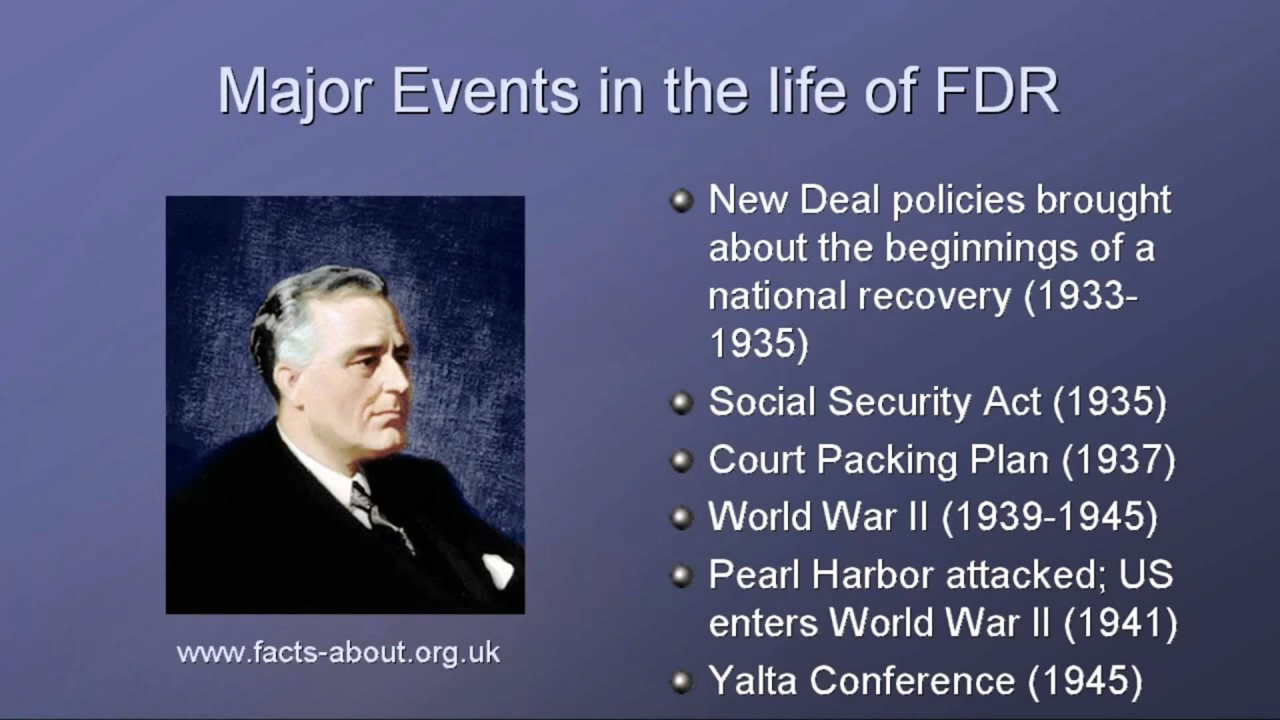 Major Events in the life of FDR
New Deal policies brought
about the beginnings of a
national recovery (1933-
1935)
Social Security Act (1935)
Court Packing Plan (1937)
World War II (1939-1945)
Pearl Harbor attacked; US
enters World War II (1941)
Yalta Conference (1945)
www.facts-about.org.uk